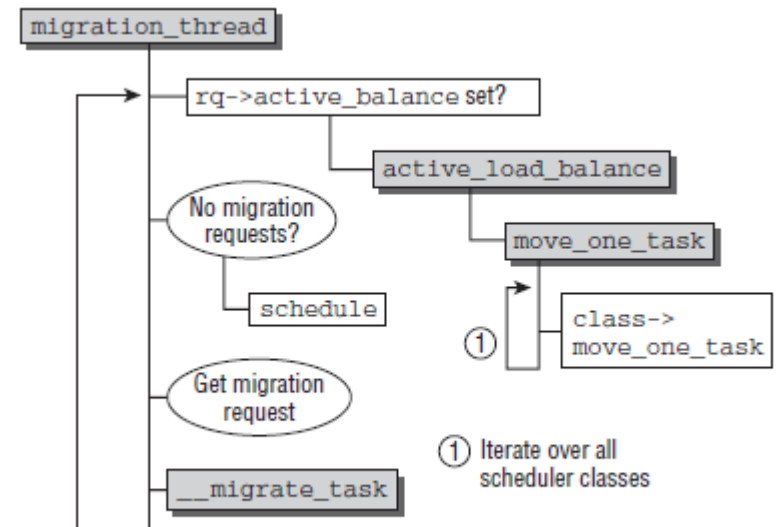 migration_thread
rq->active_balance set?
active_load_balance
No migration
requests?
move_one_task
schedule
class->
move_one_task
1
Get migration
request
1 Iterate over all
scheduler classes
__migrate_task